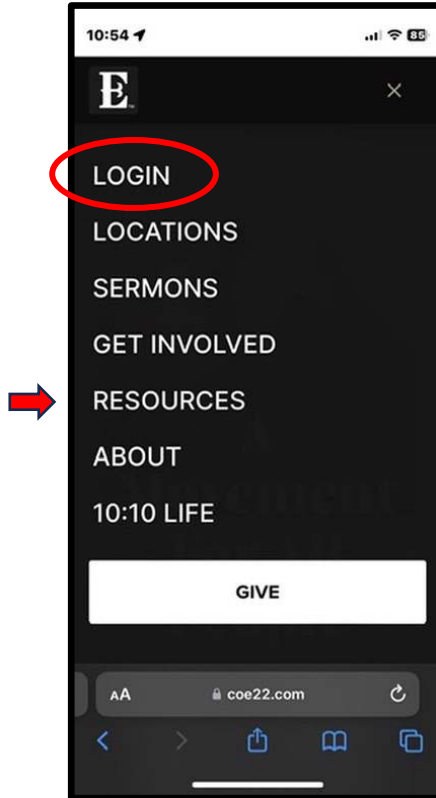 10:54
85
E
LOGIN
LOCATIONS
SERMONS
GET INVOLVED
RESOURCES
ABOUT
10:10 LIFE
GIVE
AA
coe22.com